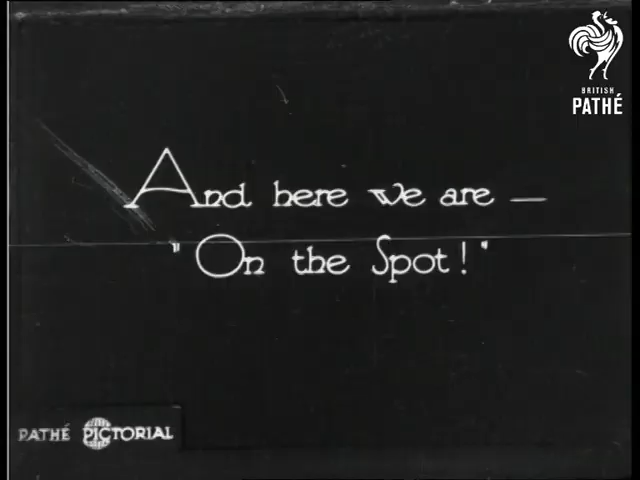 BRITISH
PATHÉ
And here we are —
"On the Spot!"
PATHÉ PICTORIAL